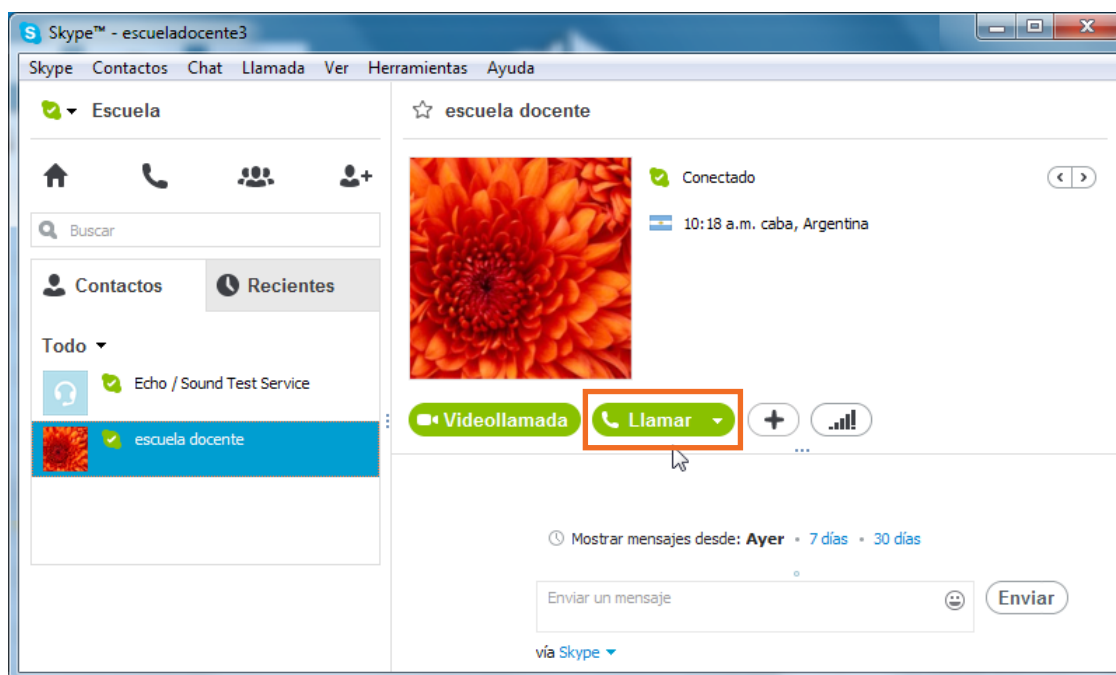 Skype™ - escueladocente3
Skype Contactos Chat Llamada Ver Herramientas Ayuda
Escuela
Buscar
Contactos Recientes
Todo
Echo / Sound Test Service
escuela docente
escuela docente
Conectado
10:18 a.m. caba, Argentina
Videollamada Llamar
Mostrar mensajes desde: Ayer • 7 días • 30 días
Enviar un mensaje Enviar
vía Skype